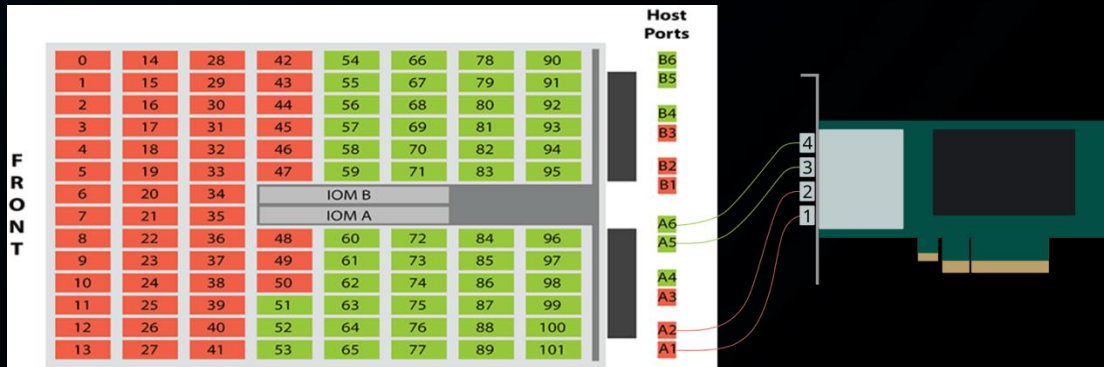 Host
Ports
FRONT
0 14 28 42 54 66 78 90
1 15 29 43 55 67 79 91
2 16 30 44 56 68 80 92
3 17 31 45 57 69 81 93
4 18 32 46 58 70 82 94
5 19 33 47 59 71 83 95
6 20 34 IOM B
7 21 35 IOM A
8 22 36 48 60 72 84 96
9 23 37 49 61 73 85 97
10 24 38 50 62 74 86 98
11 25 39 51 63 75 87 99
12 26 40 52 64 76 88 100
13 27 41 53 65 77 89 101
B6
B5
B4
B3
B2
B1
A6
A5
A4
A3
A2
A1
4
3
2
1